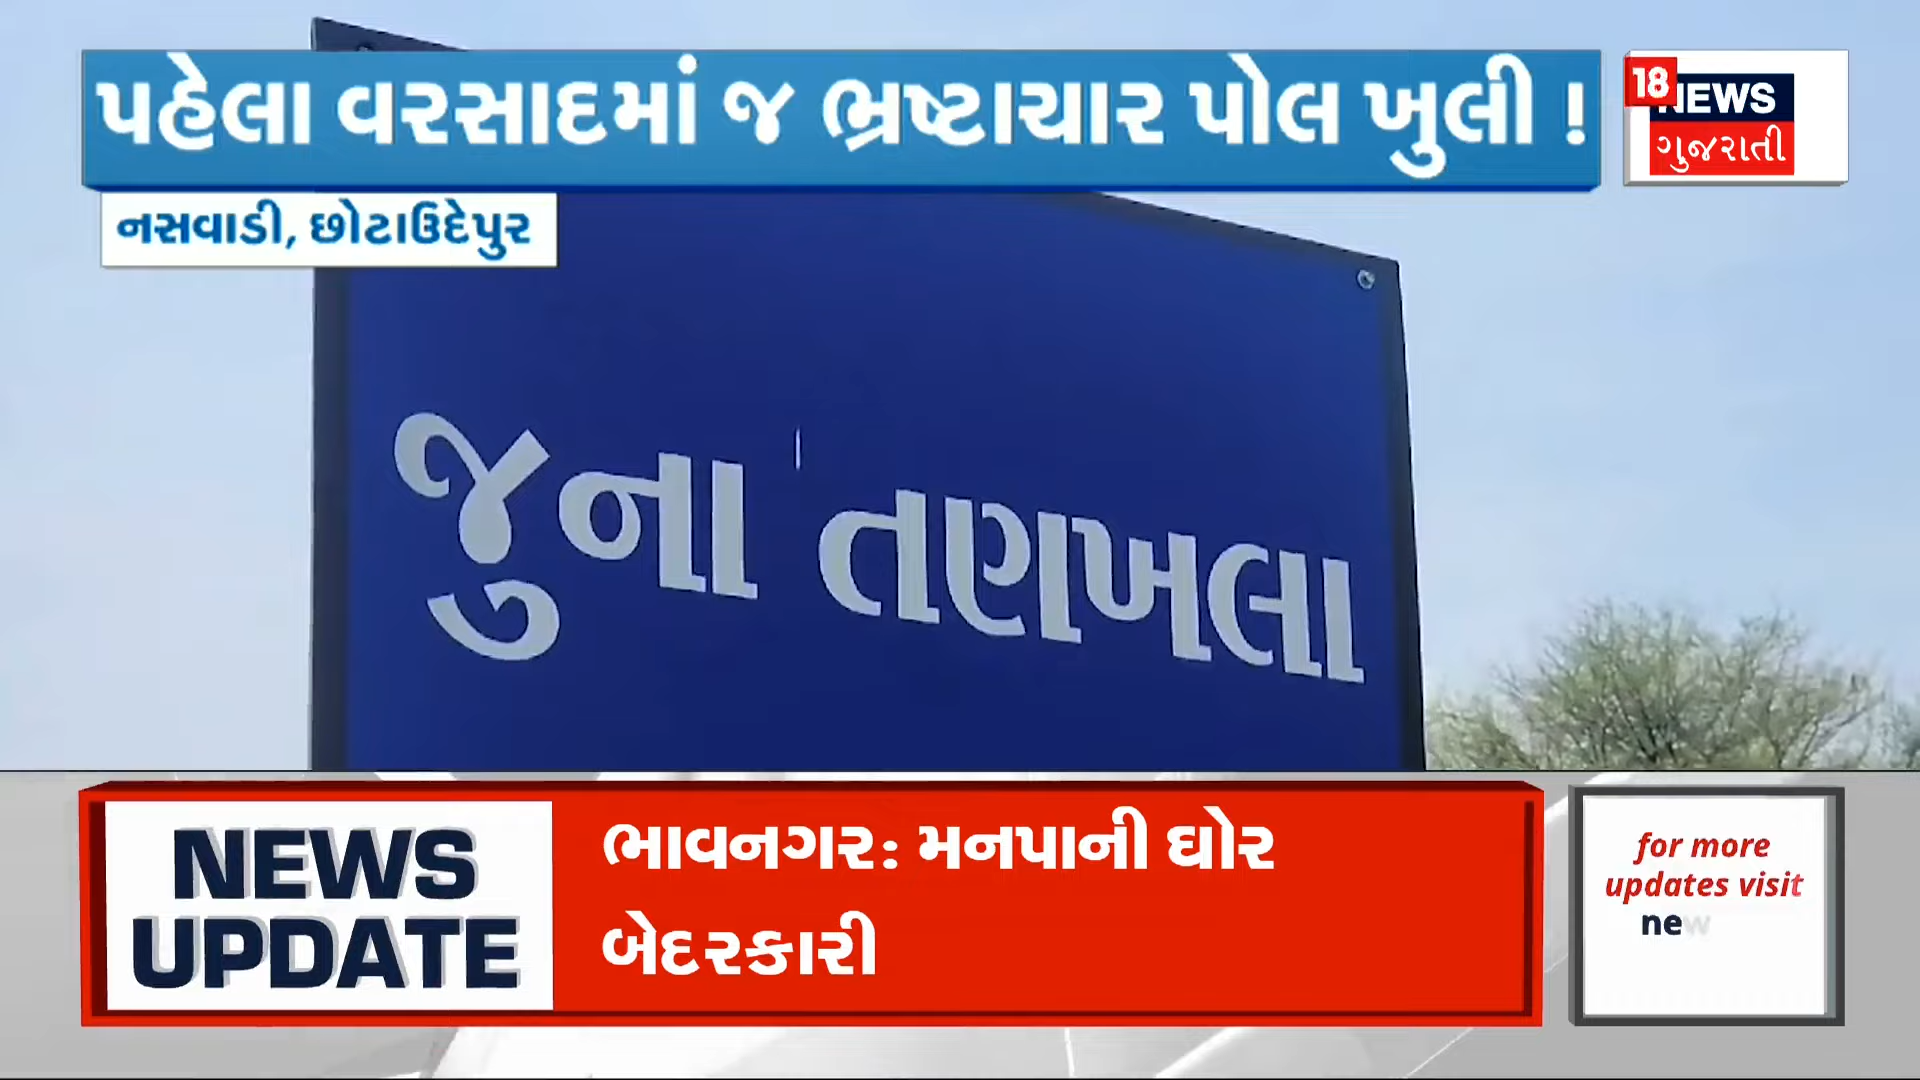 પહેલા વરસાદમાં જ ભ્રષ્ટાચાર પોલ ખુલી !
18
NEWS
ગુજરાતી
નસવાડી, છોટાઉદેપુર
જુના તણખલા
NEWS
UPDATE
ભાવનગર: મનપાની ઘોર
બેદરકારી
for more
updates visit
new